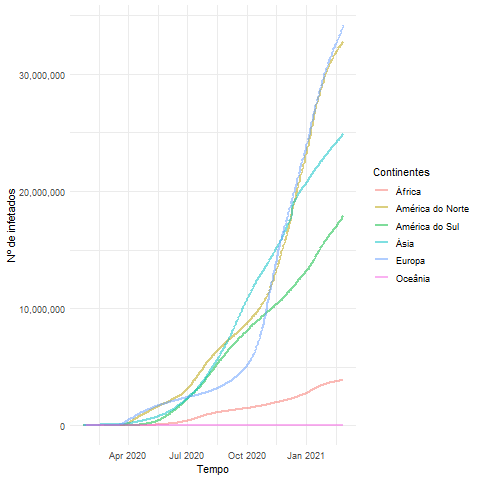 30,000,000
20,000,000
10,000,000
0
Nº de infetados
Apr 2020 Jul 2020 Oct 2020 Jan 2021
Tempo
Continentes
África
América do Norte
América do Sul
Ásia
Europa
Oceânia